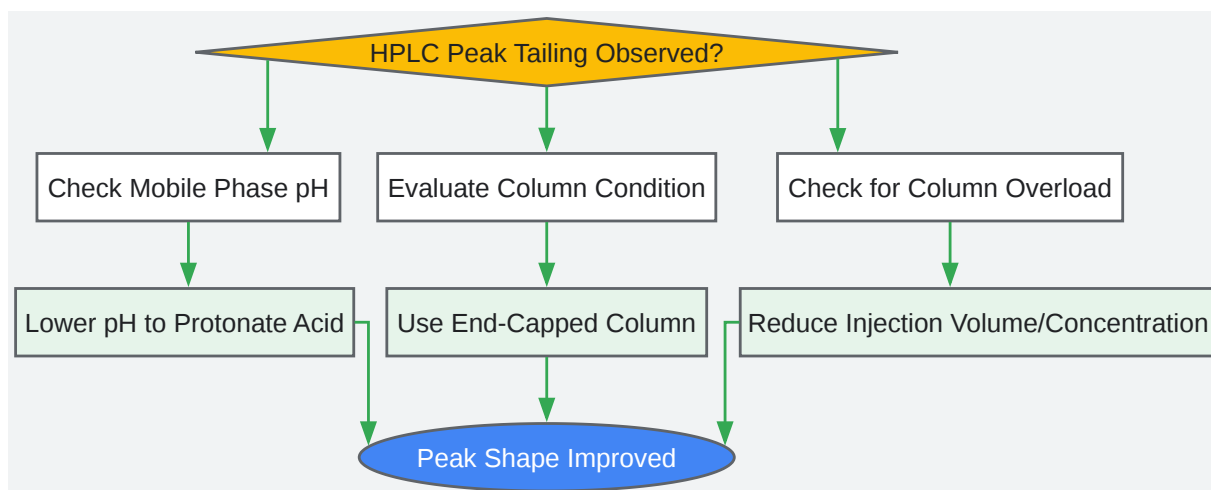 HPLC Peak Tailing Observed?
Check Mobile Phase pH
Evaluate Column Condition
Check for Column Overload
Lower pH to Protonate Acid
Use End-Capped Column
Reduce Injection Volume/Concentration
Peak Shape Improved